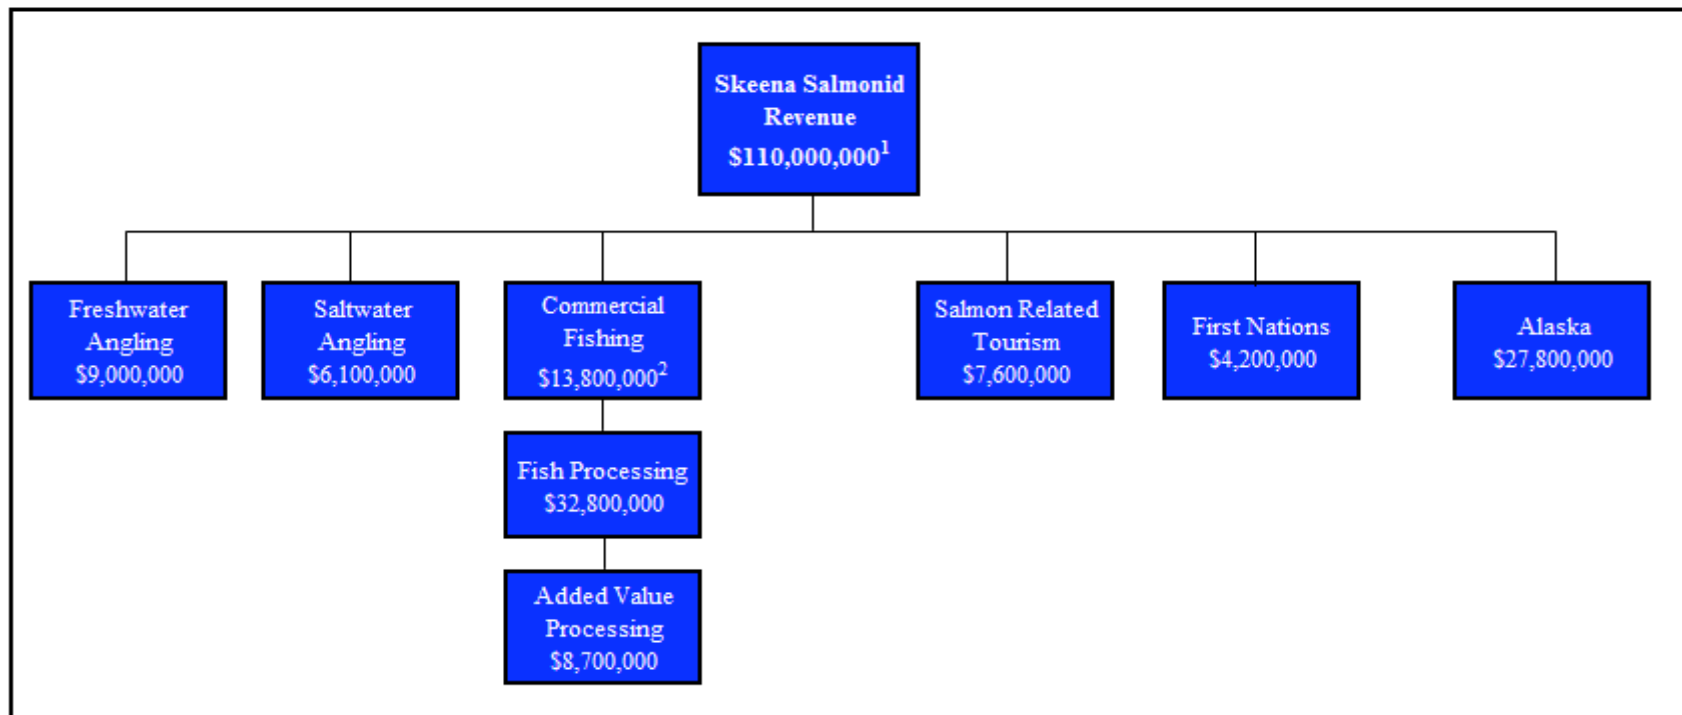 Skeena Salmonid
Revenue
$110,000,000¹
Freshwater
Angling
$9,000,000
Saltwater
Angling
$6,100,000
Commercial
Fishing
$13,800,000²
Salmon Related
Tourism
$7,600,000
First Nations
$4,200,000
Alaska
$27,800,000
Fish Processing
$32,800,000
Added Value
Processing
$8,700,000